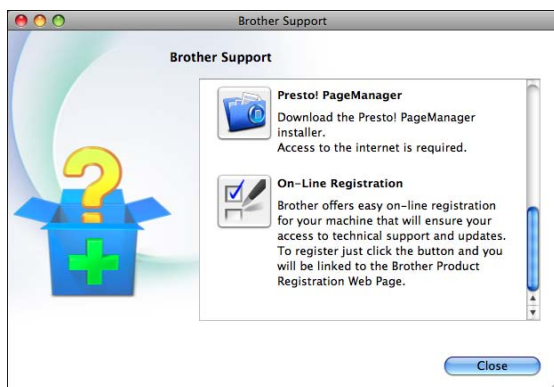 Brother Support
Brother Support
Presto! PageManager
Download the Presto! PageManager
installer.
Access to the internet is required.
On-Line Registration
Brother offers easy on-line registration
for your machine that will ensure your
access to technical support and updates.
To register just click the button and you
will be linked to the Brother Product
Registration Web Page.
Close